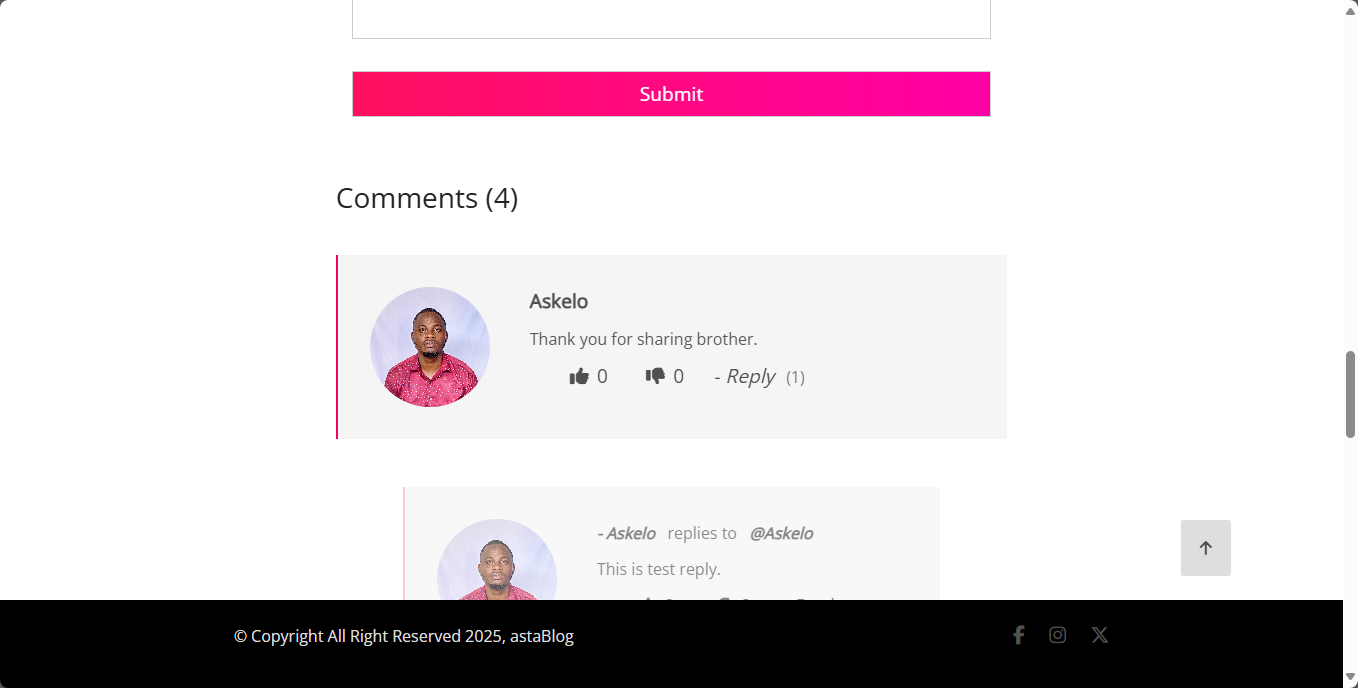 Submit
Comments (4)
Askelo
Thank you for sharing brother.
0 0 - Reply (1)
- Askelo replies to @Askelo
This is test reply.
© Copyright All Right Reserved 2025, astaBlog